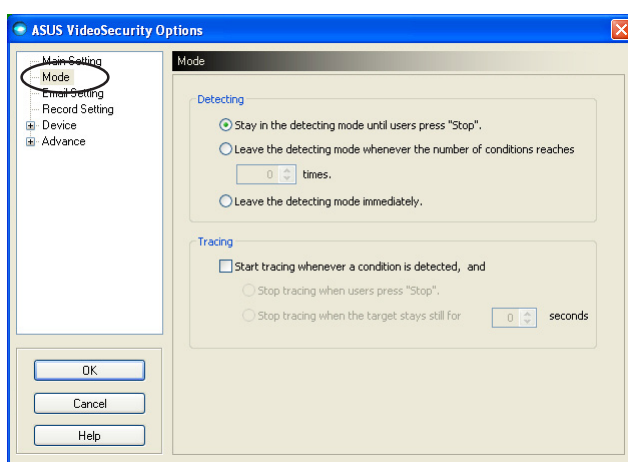 ASUS VideoSecurity Options
Main Setting
Mode
Email Setting
Record Setting
Device
Advance
OK
Cancel
Help
Mode
Detecting
Stay in the detecting mode until users press "Stop".
Leave the detecting mode whenever the number of conditions reaches
0 times.
Leave the detecting mode immediately.
Tracing
Start tracing whenever a condition is detected, and
Stop tracing when users press "Stop".
Stop tracing when the target stays still for 0 seconds